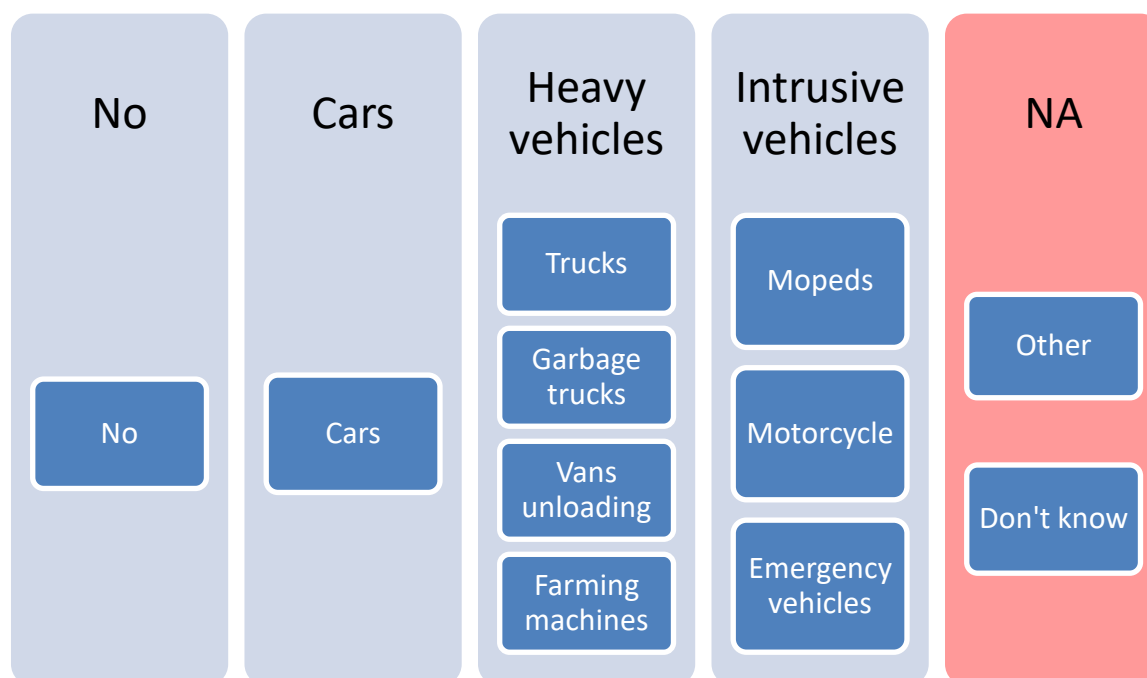 No
No
Cars
Cars
Heavy
vehicles
Trucks
Garbage
trucks
Vans
unloading
Farming
machines
Intrusive
vehicles
Mopeds
Motorcycle
Emergency
vehicles
NA
Other
Don't know